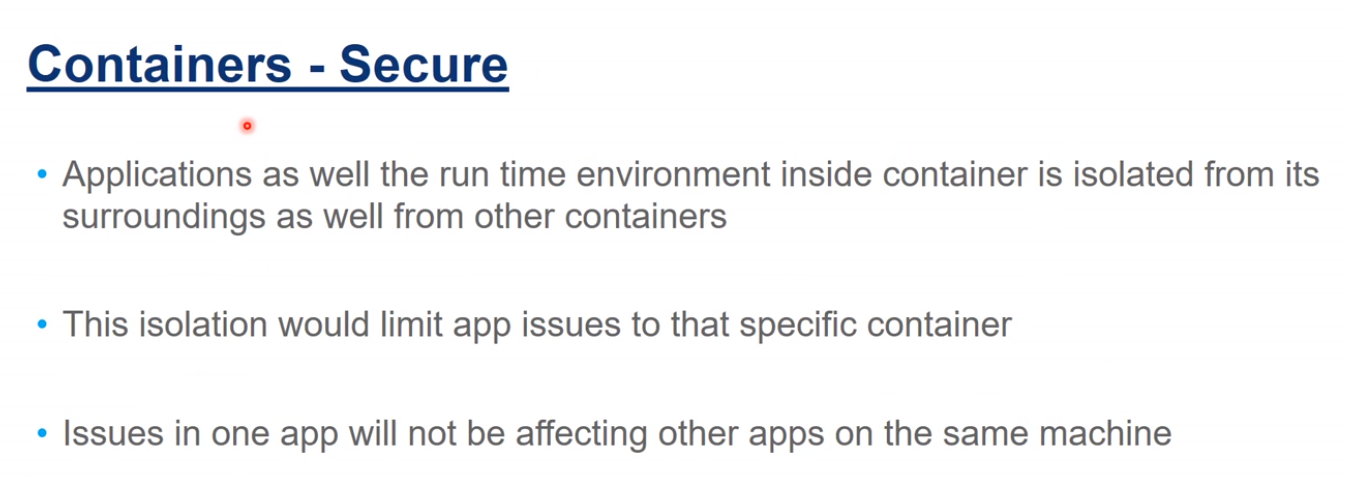 Containers - Secure
• Applications as well the run time environment inside container is isolated from its
surroundings as well from other containers
• This isolation would limit app issues to that specific container
• Issues in one app will not be affecting other apps on the same machine